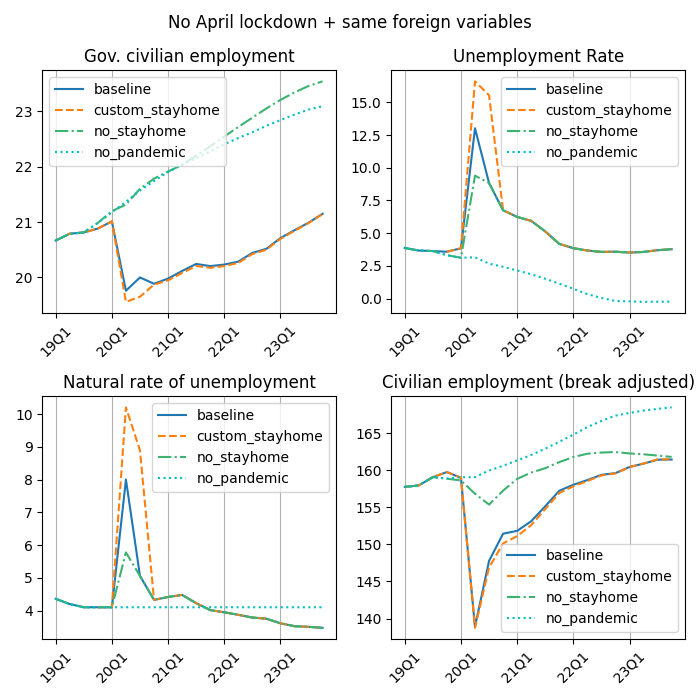 No April lockdown + same foreign variables
Gov. civilian employment
baseline
custom_stayhome
no_stayhome
no_pandemic
23
22
21
20
19Q1
20Q1
21Q1
22Q1
23Q1
Unemployment Rate
baseline
custom_stayhome
no_stayhome
no_pandemic
15.0
12.5
10.0
7.5
5.0
2.5
0.0
19Q1
20Q1
21Q1
22Q1
23Q1
Natural rate of unemployment
baseline
custom_stayhome
no_stayhome
no_pandemic
10
9
8
7
6
5
4
19Q1
20Q1
21Q1
22Q1
23Q1
Civilian employment (break adjusted)
165
160
155
150
145
140
baseline
custom_stayhome
no_stayhome
no_pandemic
19Q1
20Q1
21Q1
22Q1
23Q1